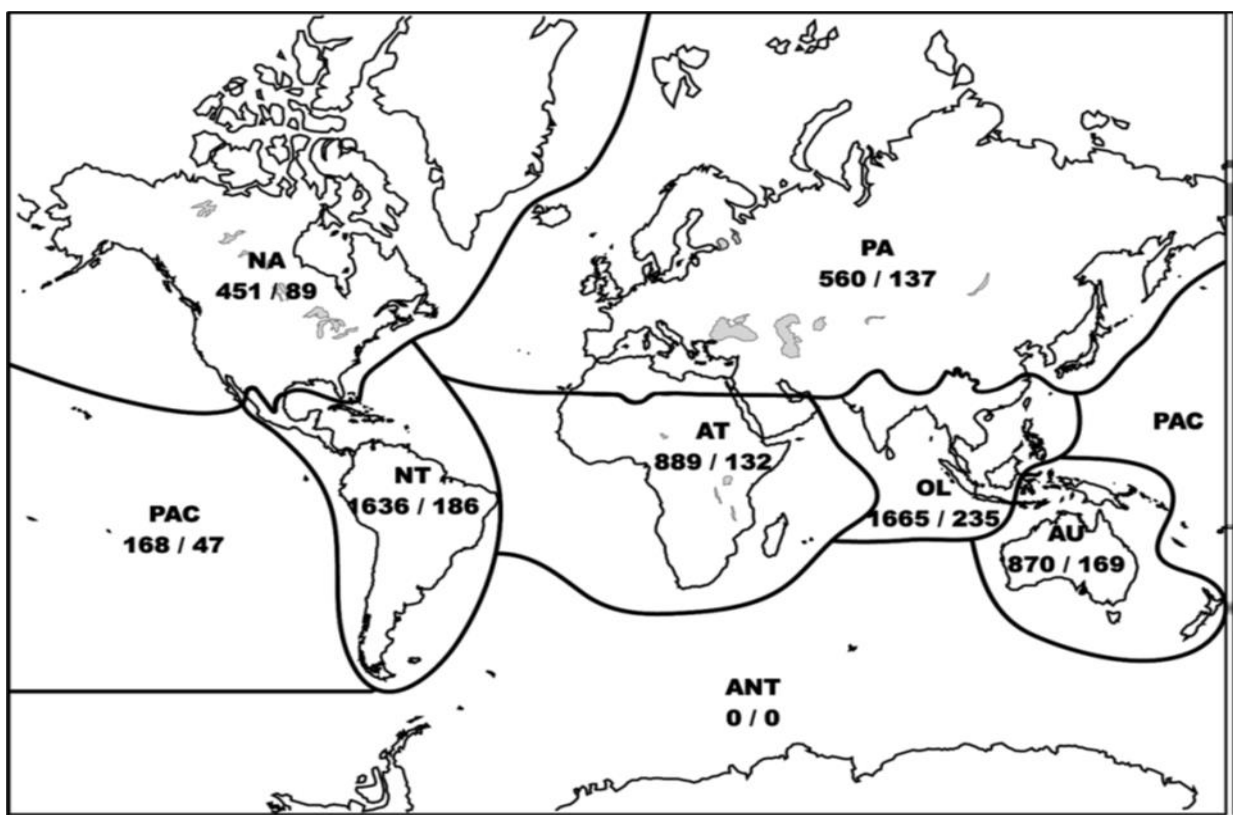 NA
451 / 89
PA
560 / 137
PAC
AT
889 / 132
NT
1636 / 186
OL
1665 / 235
PAC
168 / 47
AU
870 / 169
ANT
0 / 0